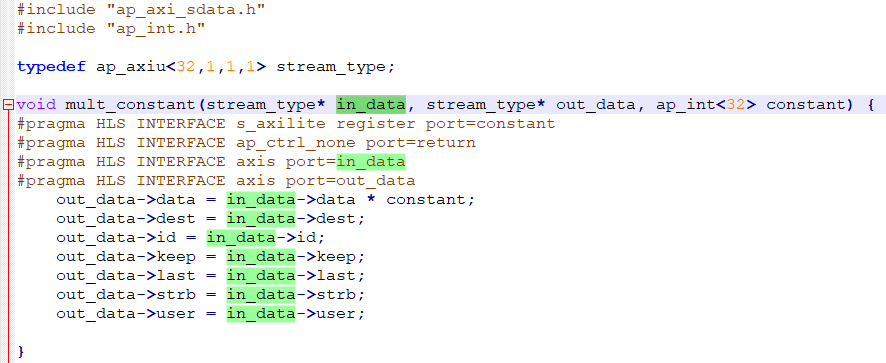 #include "ap_axi_sdata.h"
#include "ap_int.h"
typedef ap_axiu<32,1,1,1> stream_type;
void mult_constant(stream_type* in_data, stream_type* out_data, ap_int<32> constant) {
#pragma HLS INTERFACE s_axilite register port=constant
#pragma HLS INTERFACE ap_ctrl_none port=return
#pragma HLS INTERFACE axis port=in_data
#pragma HLS INTERFACE axis port=out_data
out_data->data = in_data->data * constant;
out_data->dest = in_data->dest;
out_data->id = in_data->id;
out_data->keep = in_data->keep;
out_data->last = in_data->last;
out_data->strb = in_data->strb;
out_data->user = in_data->user;
}